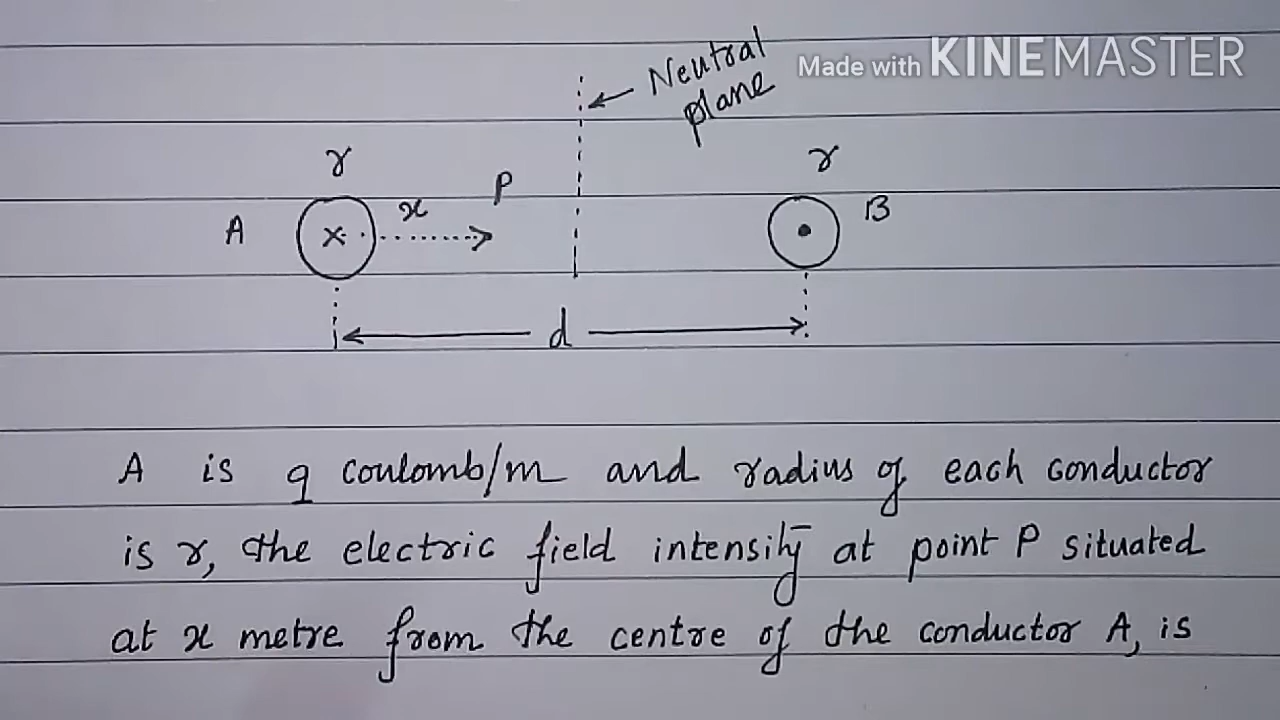 Made with KINEMASTER
Neutral
plane
r r
A x P B
d
A is q coulomb/m and radius of each conductor
is r, the electric field intensity at point P situated
at x metre from the centre of the conductor A, is